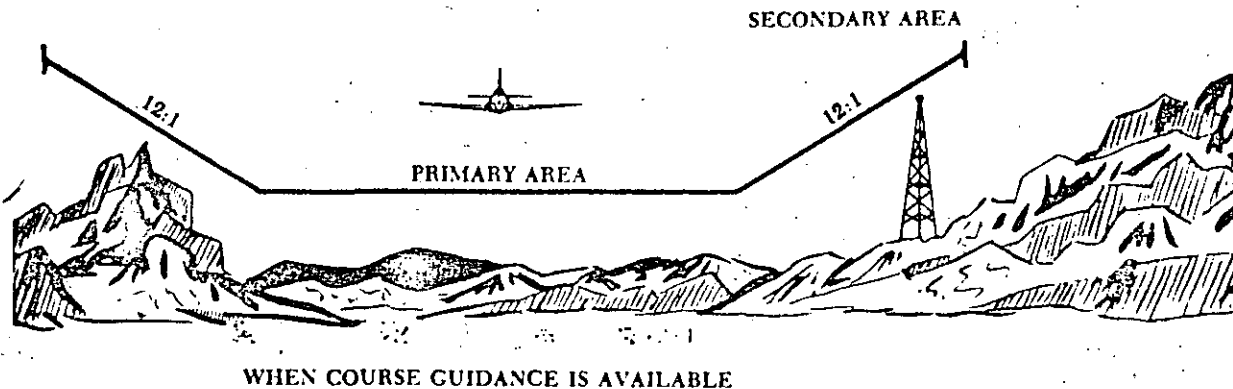 SECONDARY AREA
12:1
12:1
PRIMARY AREA
WHEN COURSE GUIDANCE IS AVAILABLE